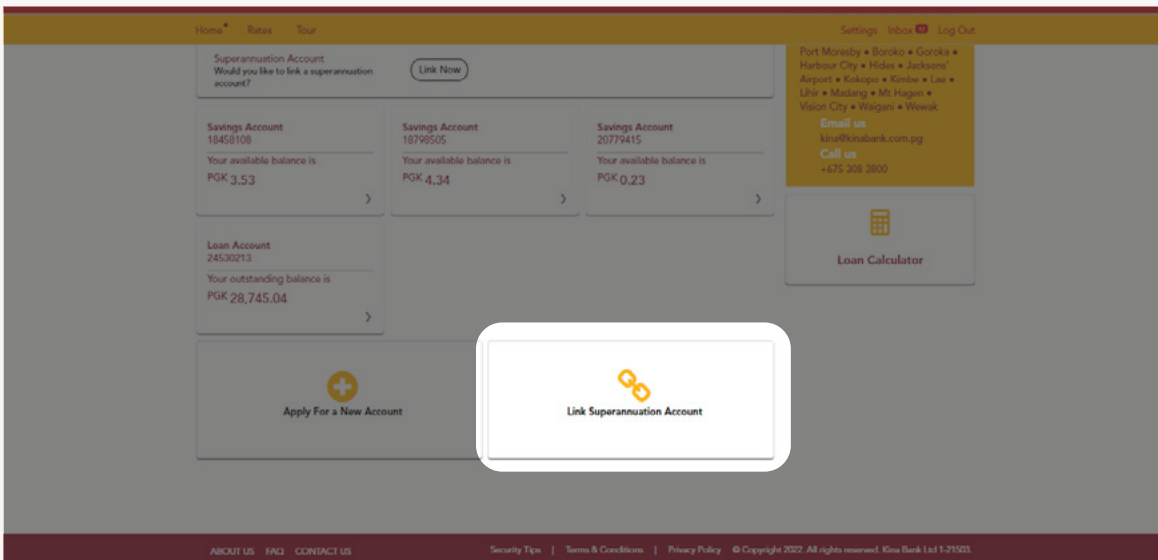 Home Rates Tour
Settings Inbox Log Out
Superannuation Account
Would you like to link a superannuation
account?
Link Now
Port Moresby • Boroko • Goroka •
Harbour City • Hides • Jacksons'
Airport • Kokopo • Kimbe • Lae •
Lihir • Madang • Mt Hagen •
Vision City • Waigani • Wewak
Email us
kina@kinabank.com.pg
Call us
+675 308 3800
Savings Account
18458108
Your available balance is
PGK 3.53
Savings Account
18798505
Your available balance is
PGK 4.34
Savings Account
20779415
Your available balance is
PGK 0.23
Loan Calculator
Loan Account
24530213
Your outstanding balance is
PGK 28,745.04
Apply For a New Account
Link Superannuation Account
ABOUT US FAQ CONTACT US
Security Tips | Terms & Conditions | Privacy Policy © Copyright 2022. All rights reserved. Kina Bank Ltd 1-21503.